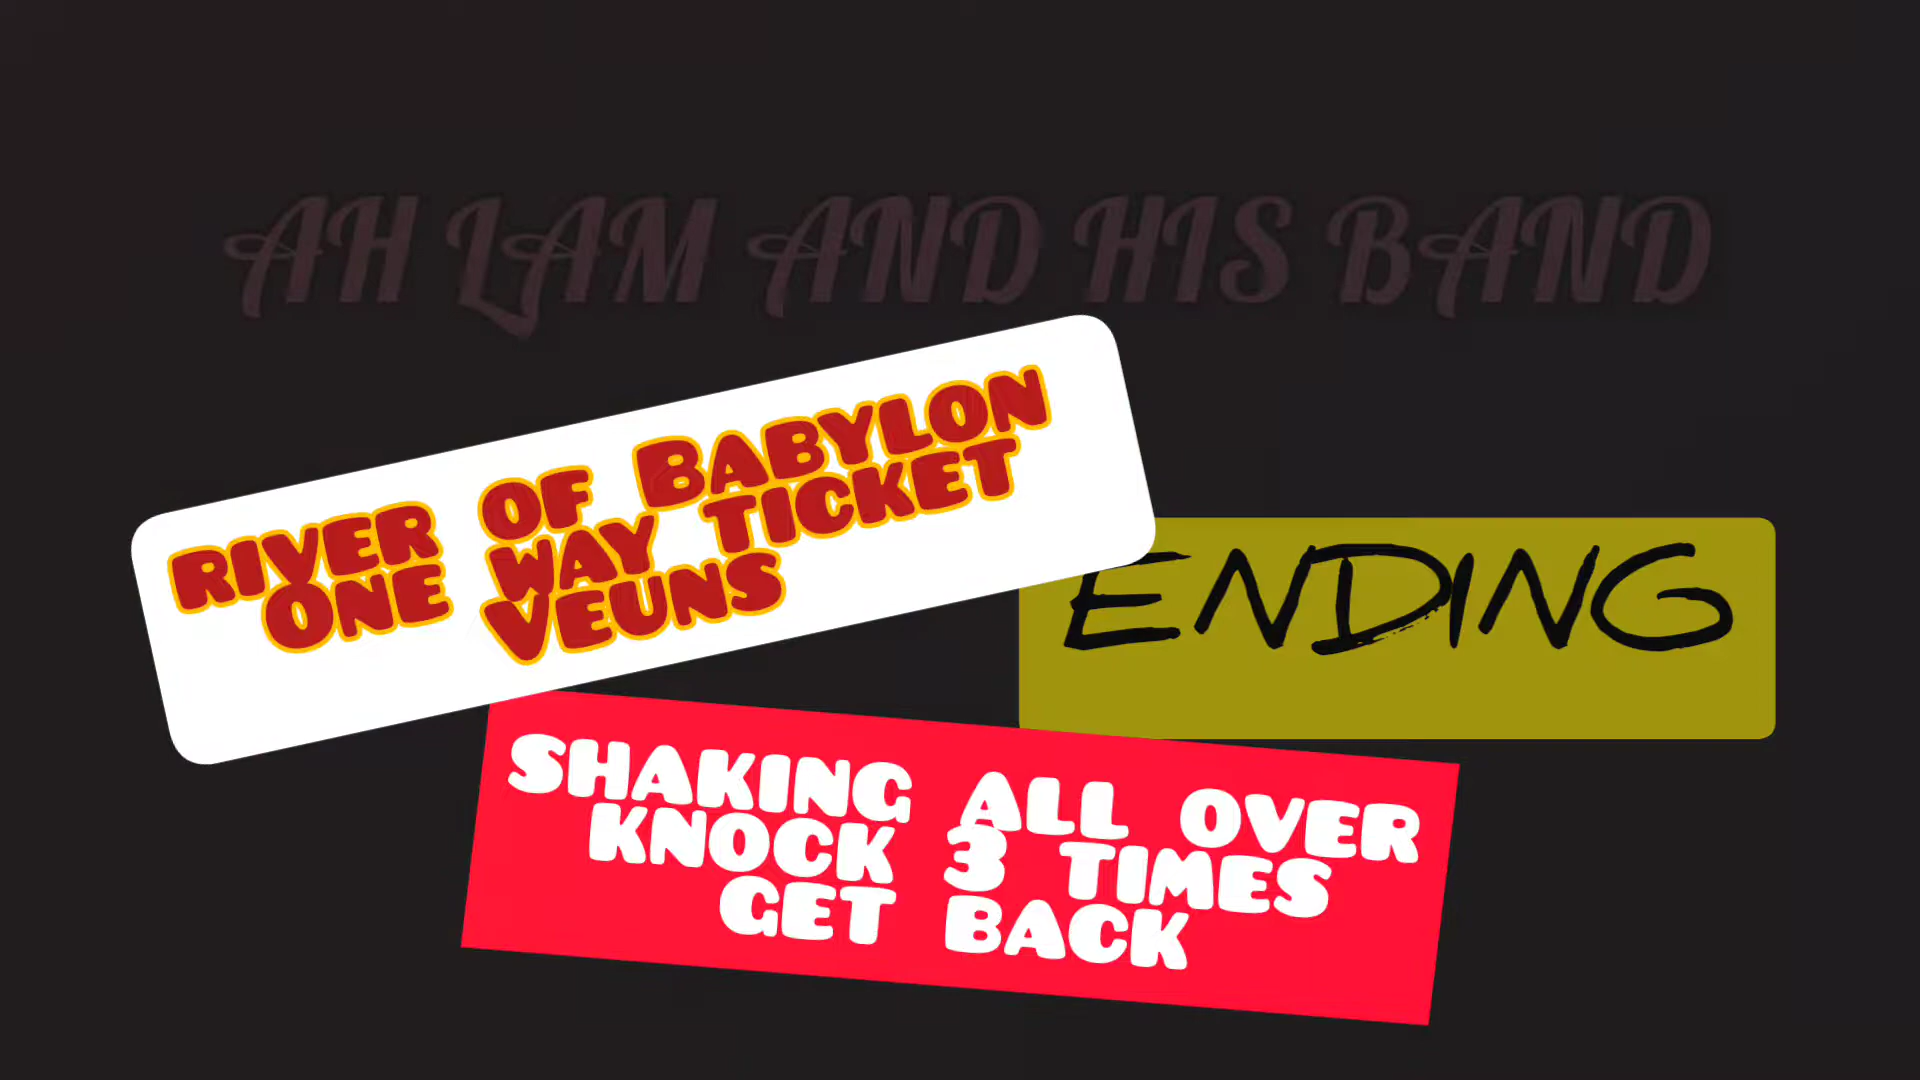 AH LAM AND HIS BAND
RIVER OF BABYLON
ONE WAY TICKET
VEUNS
ENDING
SHAKING ALL OVER
KNOCK 3 TIMES
GET BACK